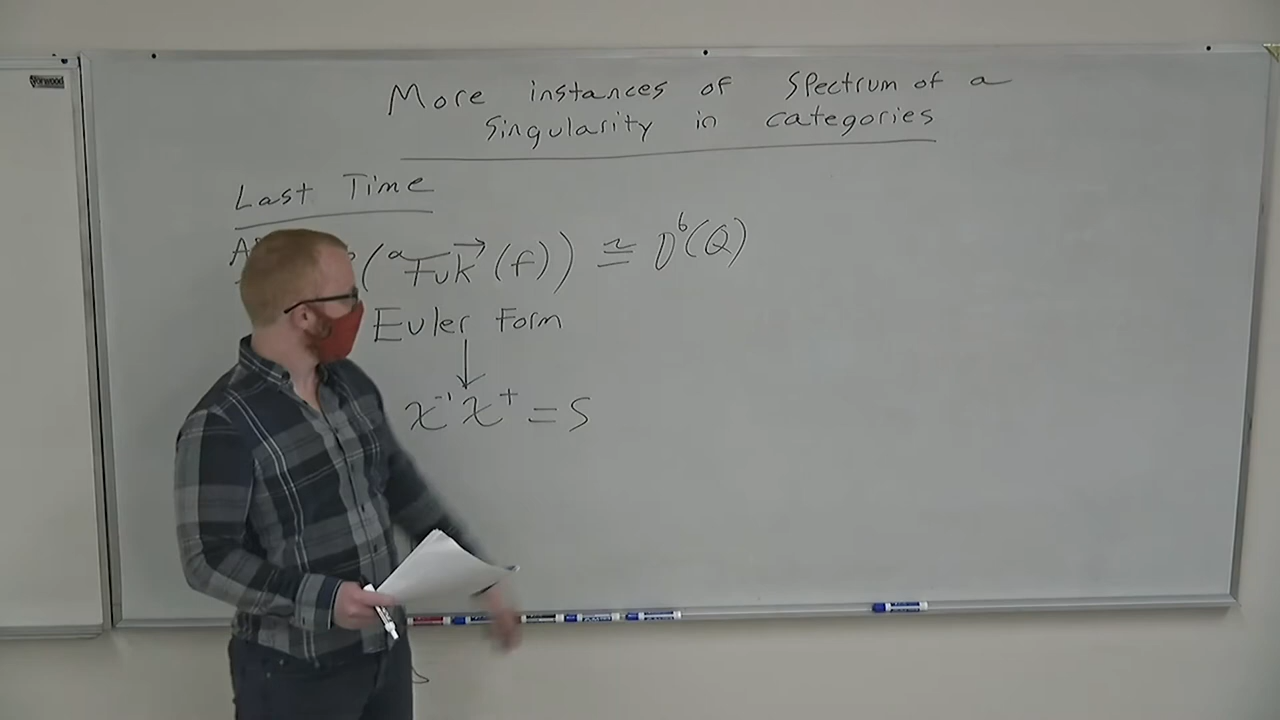 More instances of Spectrum of a
Singularity in categories
Last Time
(Fuk→(f)) ≅ D^b(Q)
Euler Form
↓
χ^{-1} χ^+ = S